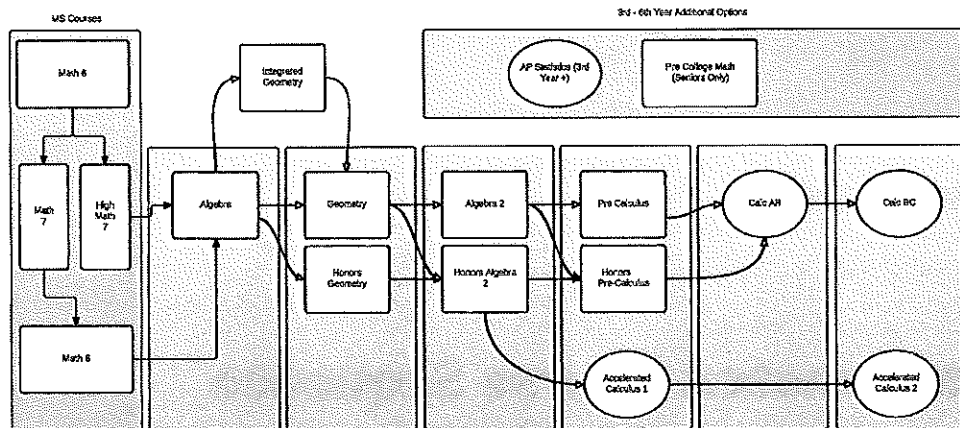 MS Courses
3rd - 6th Year Additional Options
Math 6
Integrated
Geometry
AP Statistics (3rd
Year +)
Pre College Math
(Seniors Only)
Math
7
High
Math
7
Algebra
Geometry
Algebra 2
Pre Calculus
Calc AB
Calc BC
Honors
Geometry
Honors Algebra
2
Honors
Pre-Calculus
Math 8
Accelerated
Calculus 1
Accelerated
Calculus 2